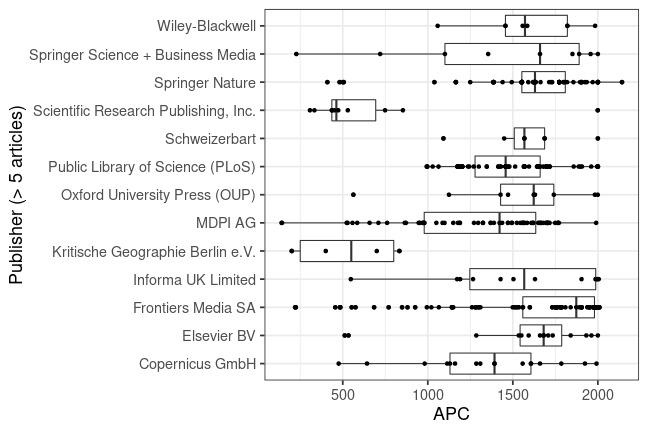 Publisher (> 5 articles)
Wiley-Blackwell
Springer Science + Business Media
Springer Nature
Scientific Research Publishing, Inc.
Schweizerbart
Public Library of Science (PLoS)
Oxford University Press (OUP)
MDPI AG
Kritische Geographie Berlin e.V.
Informa UK Limited
Frontiers Media SA
Elsevier BV
Copernicus GmbH
500 1000 1500 2000
APC